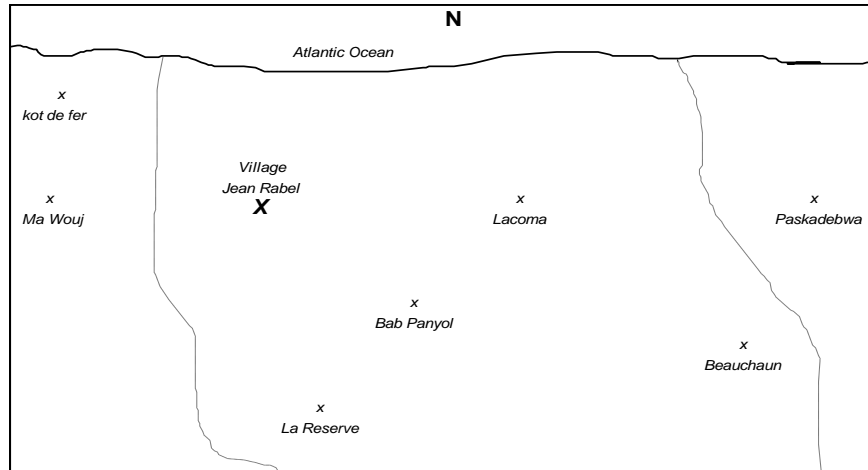 N
Atlantic Ocean
x
kot de fer
Village
Jean Rabel
X
x
Ma Wouj
x
Lacoma
x
Paskadebwa
x
Bab Panyol
x
Beauchaun
x
La Reserve